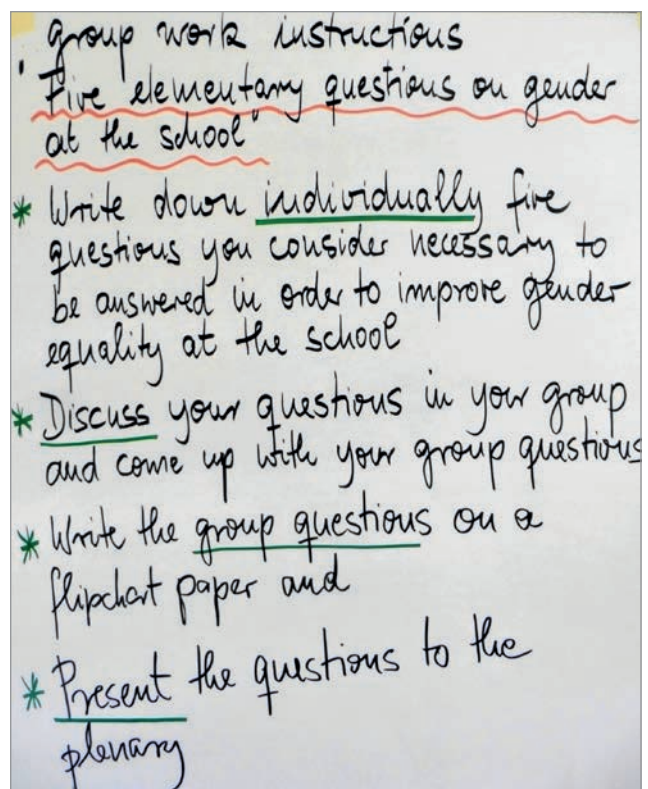 group work instructions
'Five elementary questions on gender
at the school"
* Write down individually five
questions you consider necessary to
be answered in order to improve gender
equality at the school
* Discuss your questions in your group
and come up with your group questions
* Write the group questions on a
flipchart paper and
* Present the questions to the
plenary